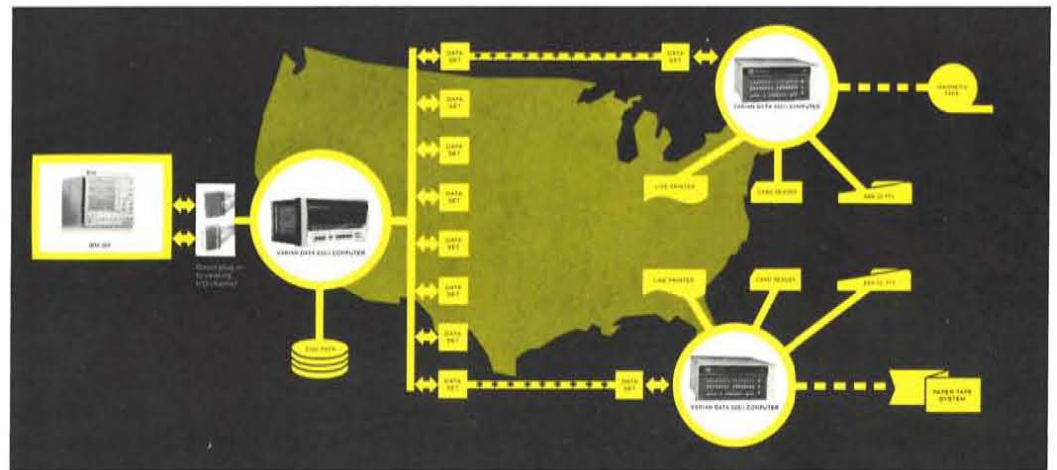 DATA
SET
DATA
SET
VARIAN DATA 620/i COMPUTER
MAGNETIC
TAPE
DATA
SET
DATA
SET
LINE PRINTER
CARD READER
ASR 33 TTY
IBM 360
DATA
SET
VARIAN DATA 620/i COMPUTER
DATA
SET
Direct plug-in
to existing
I/O channel
DATA
SET
LINE PRINTER
CARD READER
ASR 33 TTY
DISK PACK
DATA
SET
DATA
SET
DATA
SET
VARIAN DATA 620/i COMPUTER
PAPER TAPE
SYSTEM